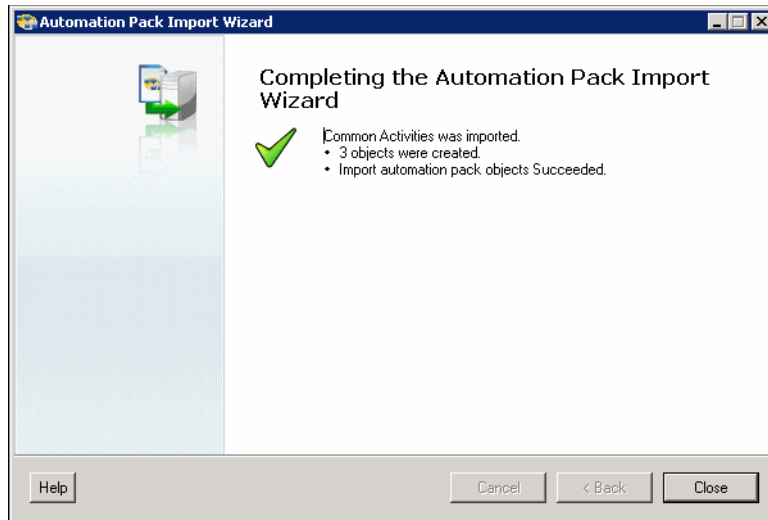 Automation Pack Import Wizard
Completing the Automation Pack Import
Wizard
Common Activities was imported.
• 3 objects were created.
• Import automation pack objects Succeeded.
Help
Cancel
< Back
Close